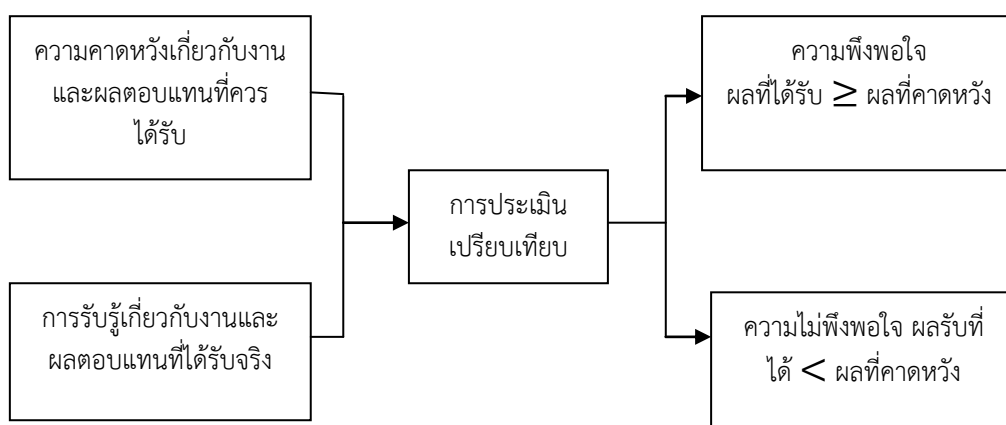 ความคาดหวังเกี่ยวกับงาน
และผลตอบแทนที่ควร
ได้รับ
การรับรู้เกี่ยวกับงานและ
ผลตอบแทนที่ได้รับจริง
การประเมิน
เปรียบเทียบ
ความพึงพอใจ
ผลที่ได้รับ ≥ ผลที่คาดหวัง
ความไม่พึงพอใจ ผลรับที่
ได้ < ผลที่คาดหวัง